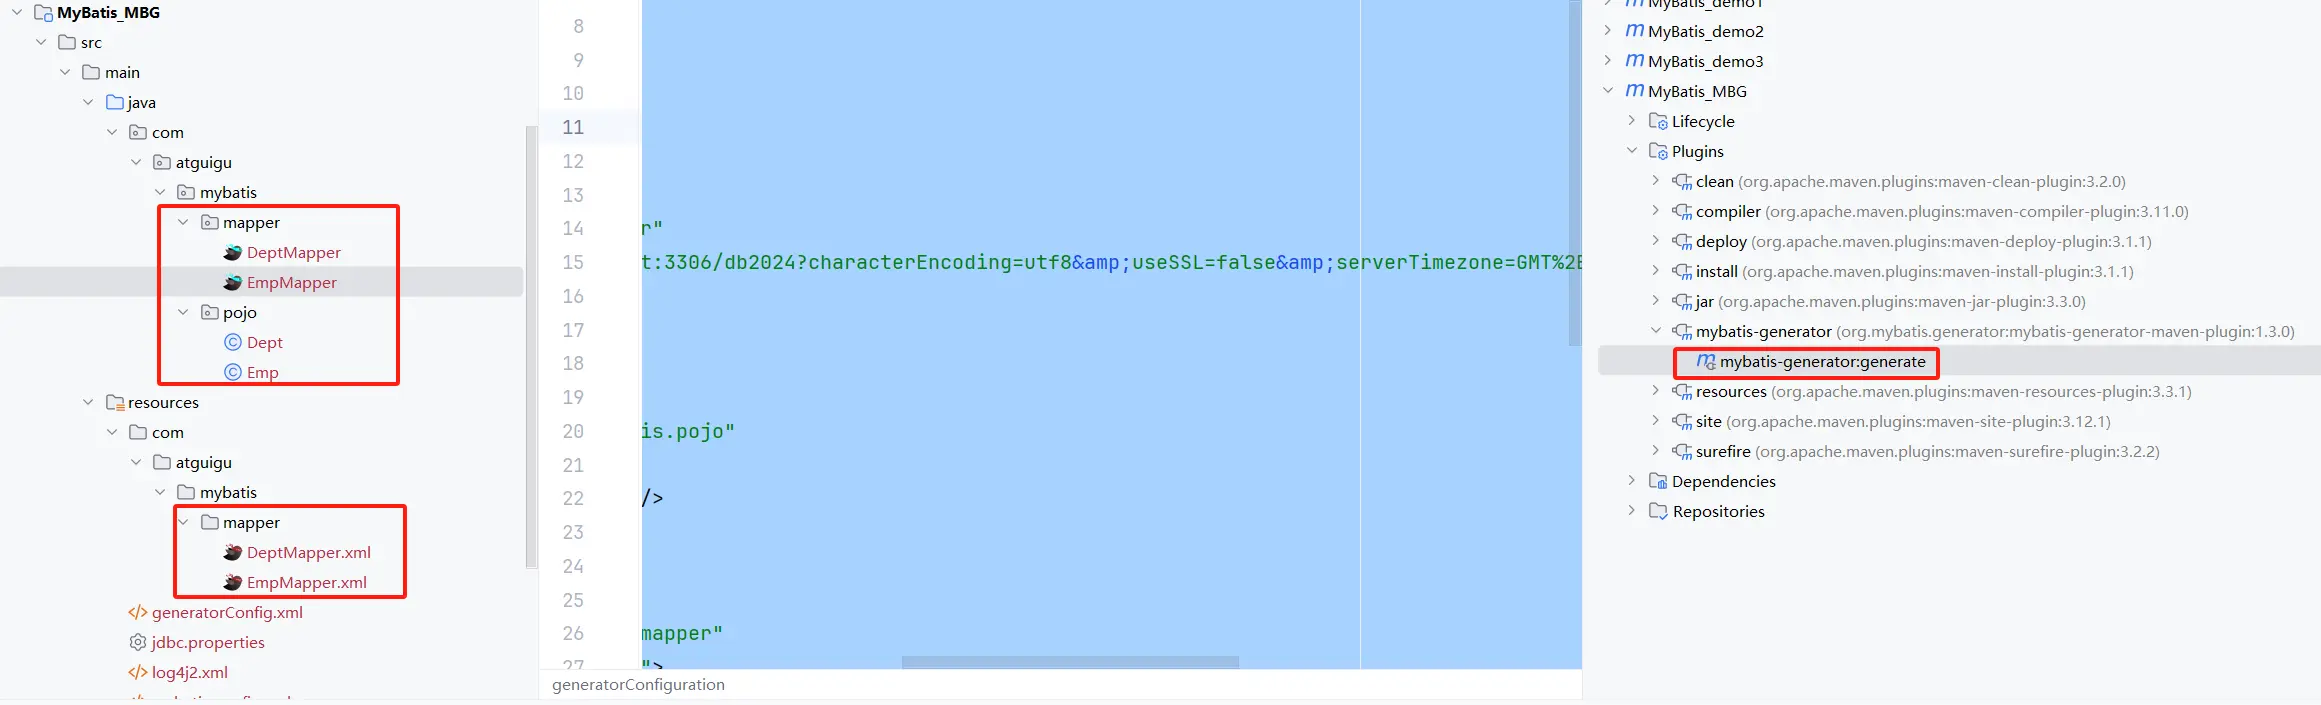 MyBatis_MBG
src
main
java
com
atguigu
mybatis
mapper
DeptMapper
EmpMapper
pojo
Dept
Emp
resources
com
atguigu
mybatis
mapper
DeptMapper.xml
EmpMapper.xml
generatorConfig.xml
jdbc.properties
log4j2.xml
8
9
10
11
12
13
14 r"
15 t:3306/db2024?characterEncoding=utf8&amp;useSSL=false&amp;serverTimezone=GMT%2
16
17
18
19
20 is.pojo"
21
22 />
23
24
25
26 mapper"
27 ">
generatorConfiguration
MyBatis_demo1
MyBatis_demo2
MyBatis_demo3
MyBatis_MBG
Lifecycle
Plugins
clean (org.apache.maven.plugins:maven-clean-plugin:3.2.0)
compiler (org.apache.maven.plugins:maven-compiler-plugin:3.11.0)
deploy (org.apache.maven.plugins:maven-deploy-plugin:3.1.1)
install (org.apache.maven.plugins:maven-install-plugin:3.1.1)
jar (org.apache.maven.plugins:maven-jar-plugin:3.3.0)
mybatis-generator (org.mybatis.generator:mybatis-generator-maven-plugin:1.3.0)
mybatis-generator:generate
resources (org.apache.maven.plugins:maven-resources-plugin:3.3.1)
site (org.apache.maven.plugins:maven-site-plugin:3.12.1)
surefire (org.apache.maven.plugins:maven-surefire-plugin:3.2.2)
Dependencies
Repositories